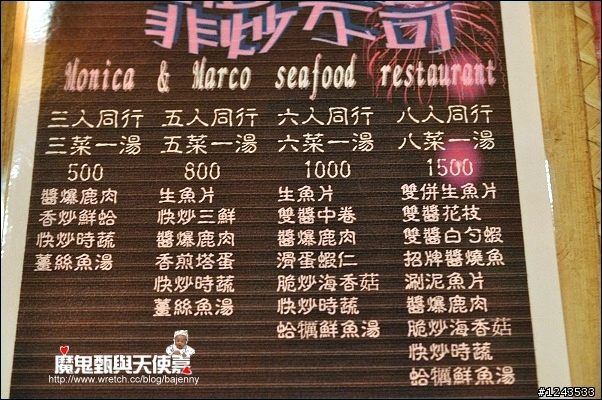 非炒不可
Monica & Marco seafood restaurant
三人同行 五人同行 六人同行 八人同行
三菜一湯 五菜一湯 六菜一湯 八菜一湯
500 800 1000 1500
醬爆鹿肉 生魚片 生魚片 雙併生魚片
香炒鮮蛤 快炒三鮮 雙醬中卷 雙醬花枝
快炒時蔬 醬爆鹿肉 醬爆鹿肉 雙醬白勺蝦
薑絲魚湯 香煎塔蛋 滑蛋蝦仁 招牌醬燒魚
快炒時蔬 脆炒海香菇 涮泥魚片
薑絲魚湯 快炒時蔬 醬爆鹿肉
蛤犡鮮魚湯 脆炒海香菇
快炒時蔬
蛤犡鮮魚湯
魔鬼甄與天使嘉
http://www.wretch.cc/blog/bajenny
#1243533